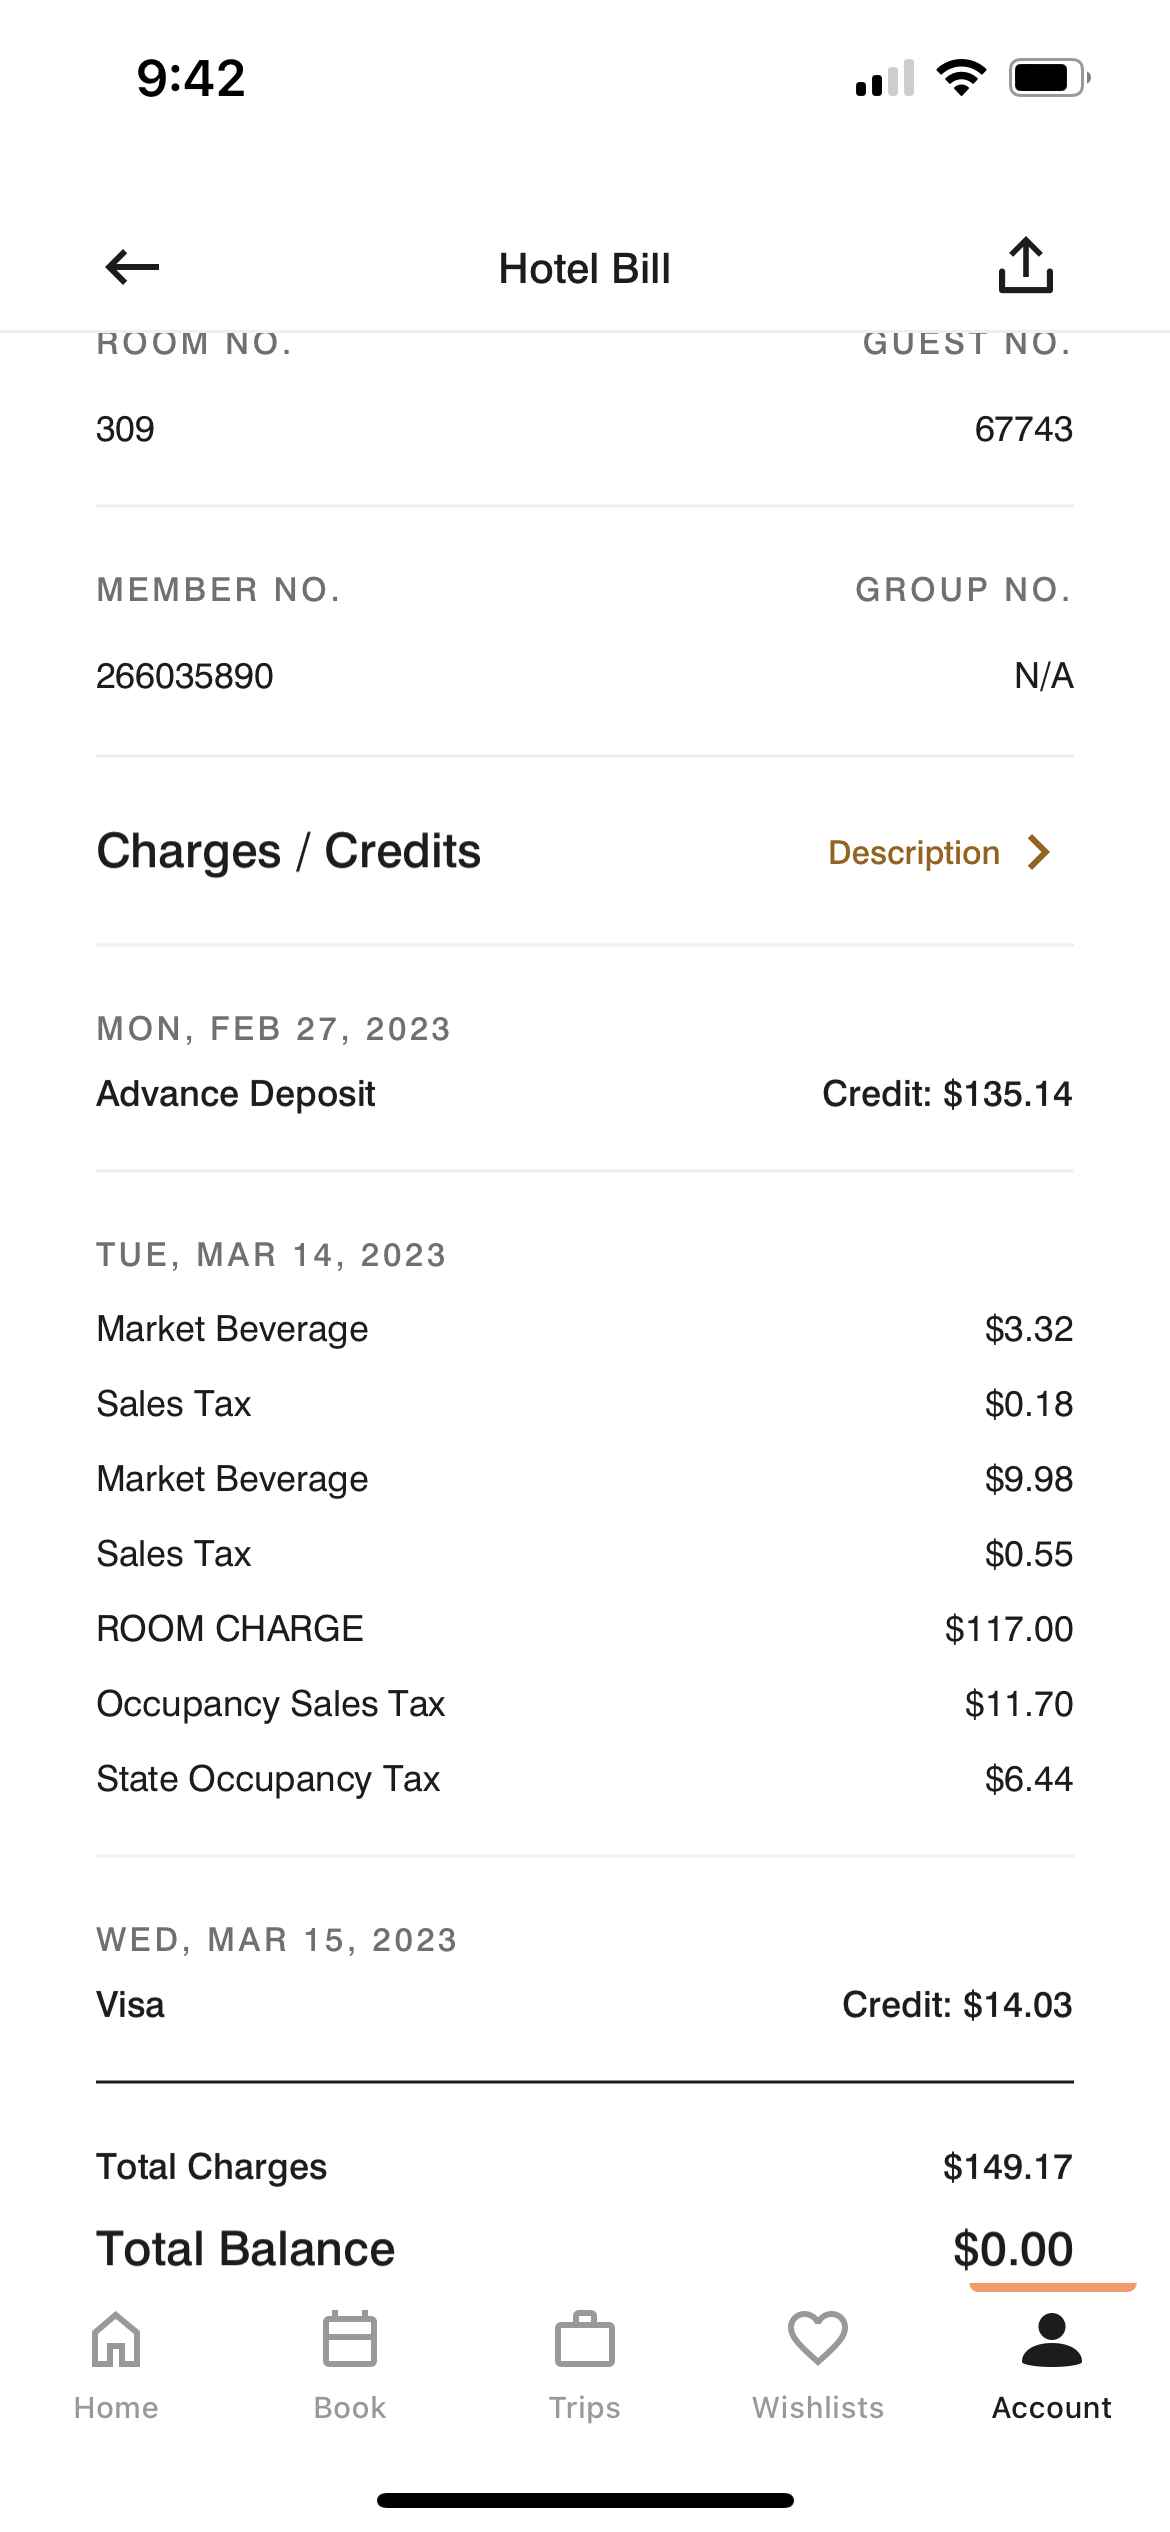 9:42
Hotel Bill
ROOM NO. GUEST NO.
309 67743
MEMBER NO. GROUP NO.
266035890 N/A
Charges / Credits Description
MON, FEB 27, 2023
Advance Deposit Credit: $135.14
TUE, MAR 14, 2023
Market Beverage $3.32
Sales Tax $0.18
Market Beverage $9.98
Sales Tax $0.55
ROOM CHARGE $117.00
Occupancy Sales Tax $11.70
State Occupancy Tax $6.44
WED, MAR 15, 2023
Visa Credit: $14.03
Total Charges $149.17
Total Balance $0.00
Home Book Trips Wishlists Account